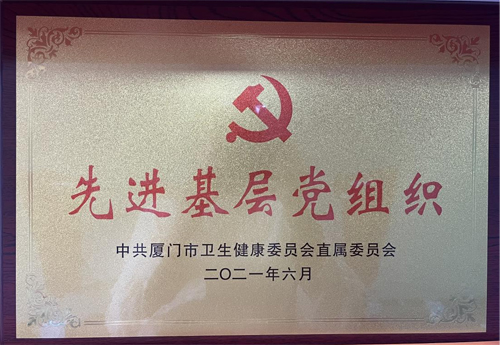 先进基层党组织
中共厦门市卫生健康委员会直属委员会
二〇二一年六月